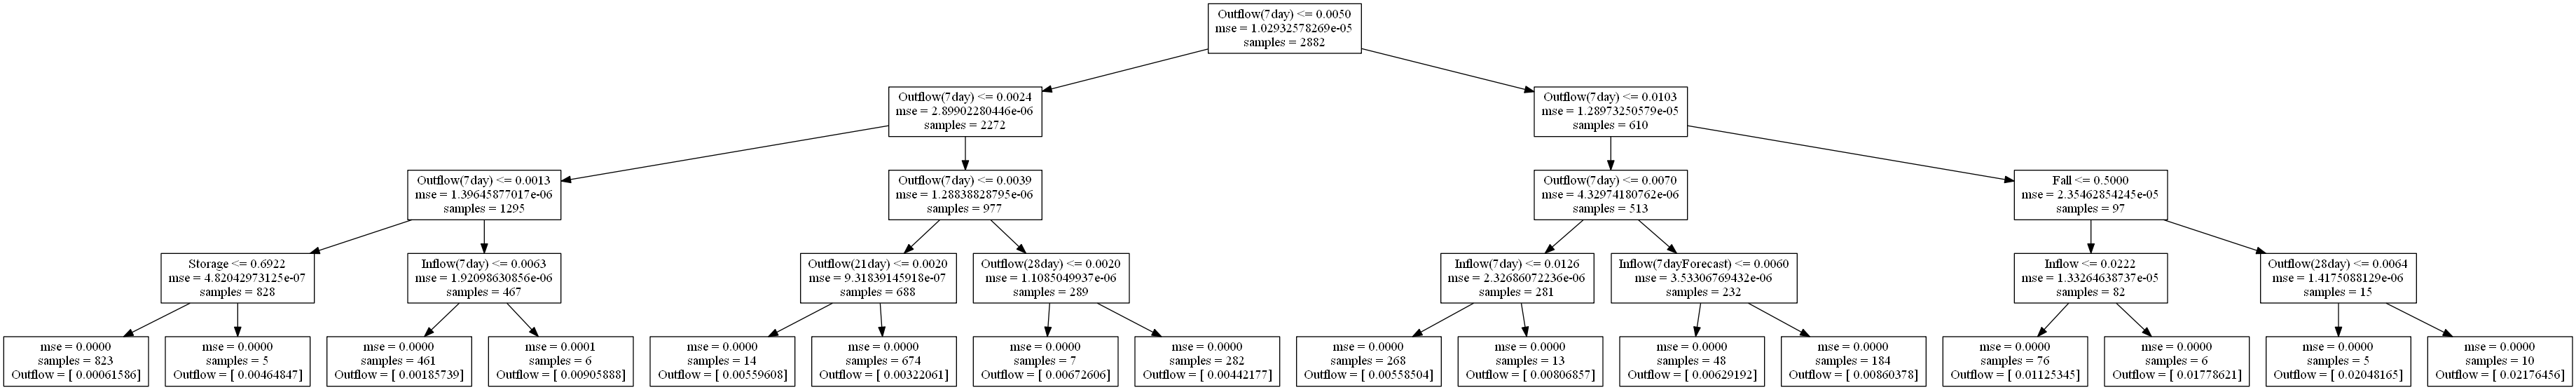 Outflow(7day) <= 0.0050
mse = 1.02932578269e-05
samples = 2882
Outflow(7day) <= 0.0024
mse = 2.89902280446e-06
samples = 2272
Outflow(7day) <= 0.0103
mse = 1.28973250579e-05
samples = 610
Outflow(7day) <= 0.0013
mse = 1.39645877017e-06
samples = 1295
Outflow(7day) <= 0.0039
mse = 1.28838828795e-06
samples = 977
Outflow(7day) <= 0.0070
mse = 4.32974180762e-06
samples = 513
Fall <= 0.5000
mse = 2.35462854245e-05
samples = 97
Storage <= 0.6922
mse = 4.82042973125e-07
samples = 828
Inflow(7day) <= 0.0063
mse = 1.92098630856e-06
samples = 467
Outflow(21day) <= 0.0020
mse = 9.31839145918e-07
samples = 688
Outflow(28day) <= 0.0020
mse = 1.1085049937e-06
samples = 289
Inflow(7day) <= 0.0126
mse = 2.32686072236e-06
samples = 281
Inflow(7dayForecast) <= 0.0060
mse = 3.53306769432e-06
samples = 232
Inflow <= 0.0222
mse = 1.33264638737e-05
samples = 82
Outflow(28day) <= 0.0064
mse = 1.4175088129e-06
samples = 15
mse = 0.0000
samples = 823
Outflow = [ 0.00061586]
mse = 0.0000
samples = 5
Outflow = [ 0.00464847]
mse = 0.0000
samples = 461
Outflow = [ 0.00185739]
mse = 0.0001
samples = 6
Outflow = [ 0.00905888]
mse = 0.0000
samples = 14
Outflow = [ 0.00559608]
mse = 0.0000
samples = 674
Outflow = [ 0.00322061]
mse = 0.0000
samples = 7
Outflow = [ 0.00672606]
mse = 0.0000
samples = 282
Outflow = [ 0.00442177]
mse = 0.0000
samples = 268
Outflow = [ 0.00558504]
mse = 0.0000
samples = 13
Outflow = [ 0.00806857]
mse = 0.0000
samples = 48
Outflow = [ 0.00629192]
mse = 0.0000
samples = 184
Outflow = [ 0.00860378]
mse = 0.0000
samples = 76
Outflow = [ 0.01125345]
mse = 0.0000
samples = 6
Outflow = [ 0.01778621]
mse = 0.0000
samples = 5
Outflow = [ 0.02048165]
mse = 0.0000
samples = 10
Outflow = [ 0.02176456]